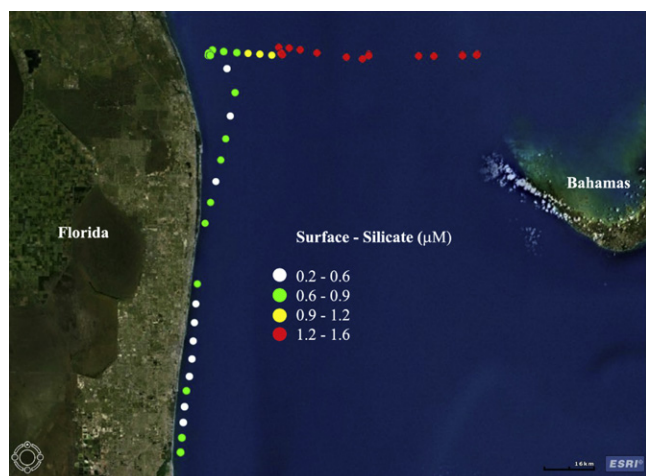 Bahamas
Florida
Surface - Silicate (µM)
0.2 - 0.6
0.6 - 0.9
0.9 - 1.2
1.2 - 1.6
16km
ESRI®